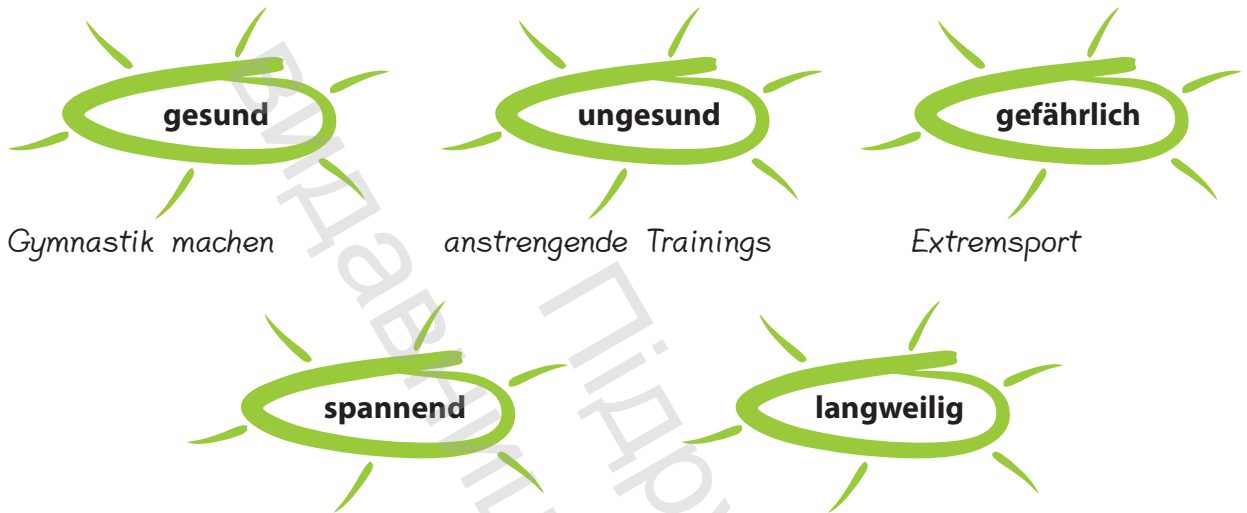 gesund ungesund gefährlich
Gymnastik machen anstrengende Trainings Extremsport
spannend langweilig